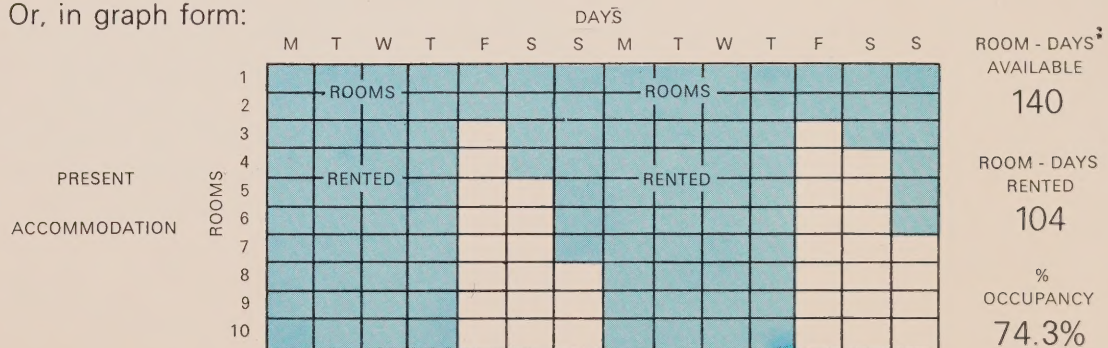 Or, in graph form:
DAYS
M T W T F S S M T W T F S S
ROOM - DAYS
AVAILABLE
140
1
ROOMS ROOMS
2
3
4
PRESENT
RENTED RENTED
ROOM - DAYS
RENTED
5
ROOMS
6
104
ACCOMMODATION
7
8
%
OCCUPANCY
9
10
74.3%